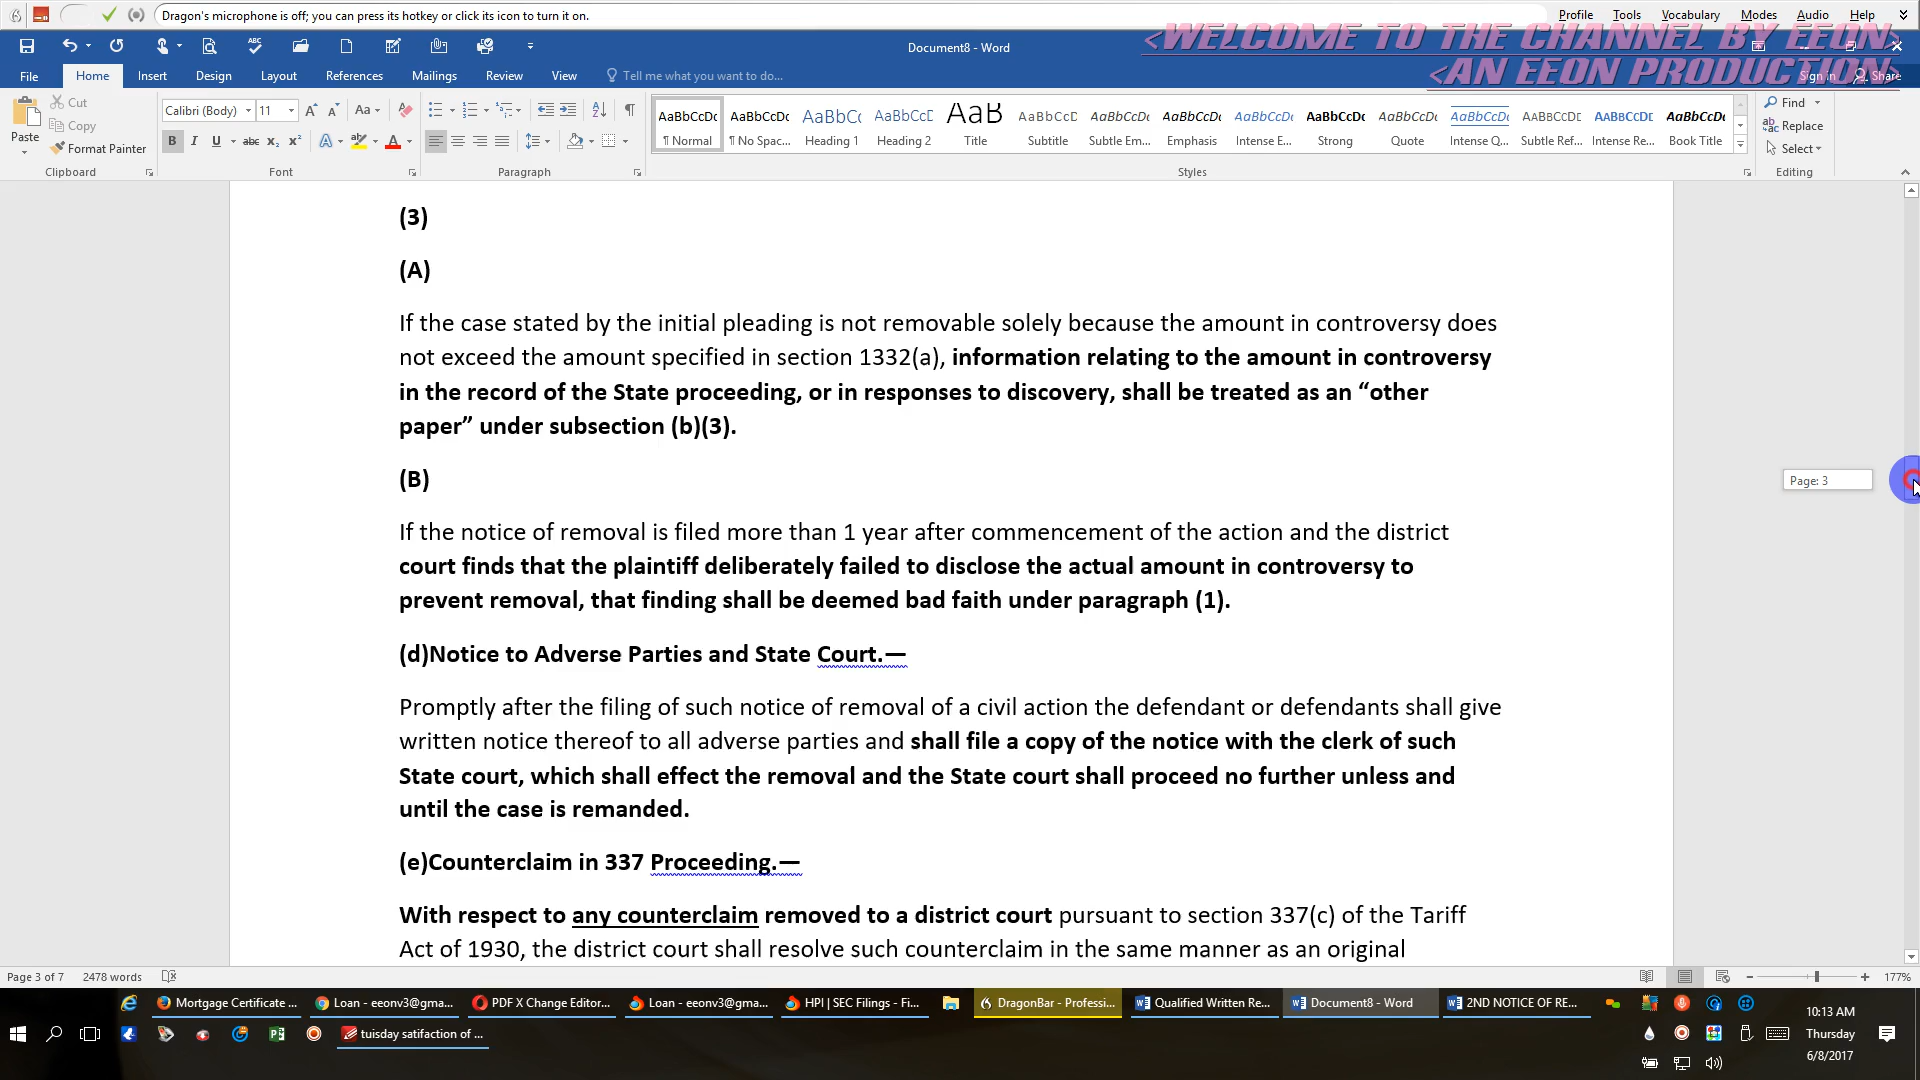 Dragon's microphone is off; you can press its hotkey or click its icon to turn it on.
Profile Tools Vocabulary Modes Audio Help
<WELCOME TO THE CHANNEL BY EEON>
<AN EEON PRODUCTION>
Document8 - Word
File Home Insert Design Layout References Mailings Review View Tell me what you want to do... Sign in Share
Paste
Cut
Copy
Format Painter
Calibri (Body) 11
AaBbCcDc AaBbCcDc AaBbCc AaBbCcE AaB AaBbCcD AaBbCcDc AaBbCcDc AaBbCcDc AaBbCcDc AaBbCcDc AaBbCcDc AABBCCDE AABBCCDE AaBbCcDc
¶ Normal ¶ No Spac... Heading 1 Heading 2 Title Subtitle Subtle Em... Emphasis Intense E... Strong Quote Intense Q... Subtle Ref... Intense Re... Book Title
Find
Replace
Select
Clipboard Font Paragraph Styles Editing
(3)
(A)
If the case stated by the initial pleading is not removable solely because the amount in controversy does
not exceed the amount specified in section 1332(a), information relating to the amount in controversy
in the record of the State proceeding, or in responses to discovery, shall be treated as an “other
paper” under subsection (b)(3).
(B)
Page: 3
If the notice of removal is filed more than 1 year after commencement of the action and the district
court finds that the plaintiff deliberately failed to disclose the actual amount in controversy to
prevent removal, that finding shall be deemed bad faith under paragraph (1).
(d)Notice to Adverse Parties and State Court.—
Promptly after the filing of such notice of removal of a civil action the defendant or defendants shall give
written notice thereof to all adverse parties and shall file a copy of the notice with the clerk of such
State court, which shall effect the removal and the State court shall proceed no further unless and
until the case is remanded.
(e)Counterclaim in 337 Proceeding.—
With respect to any counterclaim removed to a district court pursuant to section 337(c) of the Tariff
Act of 1930, the district court shall resolve such counterclaim in the same manner as an original
Page 3 of 7 2478 words 177%
Mortgage Certificate ... Loan - eeonv3@gma... PDF X Change Editor... Loan - eeonv3@gma... HPI | SEC Filings - Fi... DragonBar - Professi... Qualified Written Re... Document8 - Word 2ND NOTICE OF RE...
tuisday satifaction of ...
10:13 AM
Thursday
6/8/2017